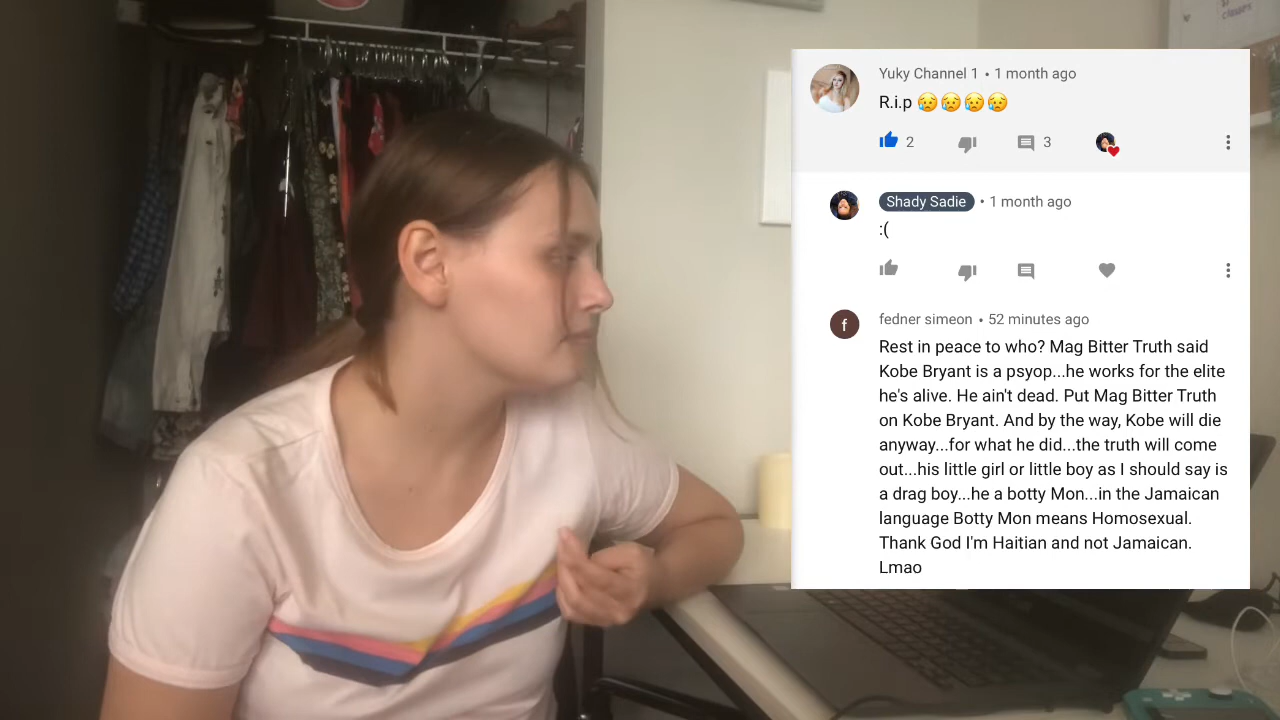 Yuky Channel 1 • 1 month ago
R.i.p 😥😥😥😥
2
3
Shady Sadie • 1 month ago
:(
f
fedner simeon • 52 minutes ago
Rest in peace to who? Mag Bitter Truth said
Kobe Bryant is a psyop...he works for the elite
he's alive. He ain't dead. Put Mag Bitter Truth
on Kobe Bryant. And by the way, Kobe will die
anyway...for what he did...the truth will come
out...his little girl or little boy as I should say is
a drag boy...he a botty Mon...in the Jamaican
language Botty Mon means Homosexual.
Thank God I'm Haitian and not Jamaican.
Lmao